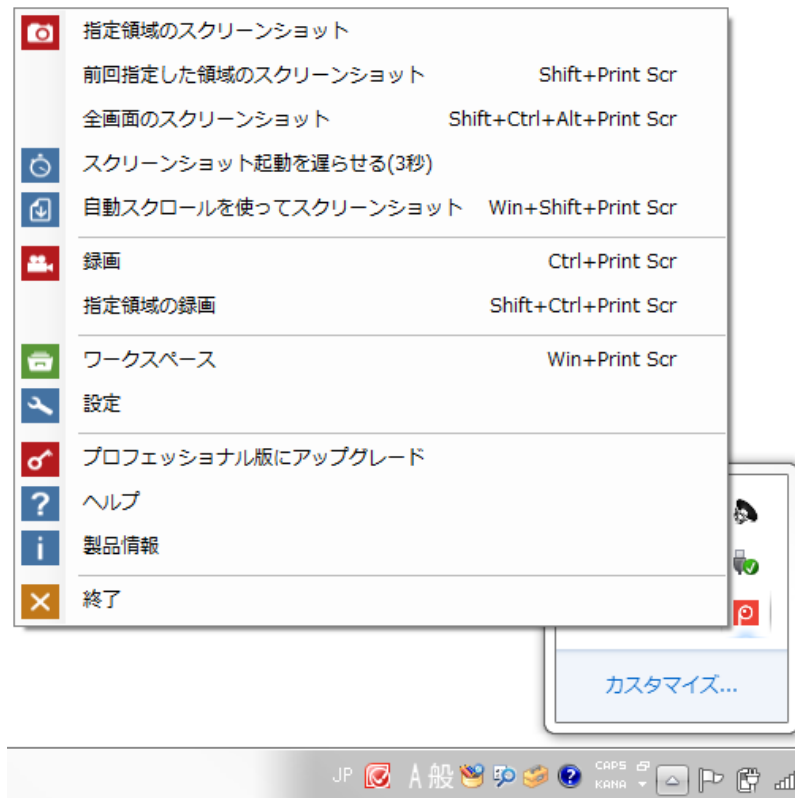 指定領域のスクリーンショット
前回指定した領域のスクリーンショット Shift+Print Scr
全画面のスクリーンショット Shift+Ctrl+Alt+Print Scr
スクリーンショット起動を遅らせる(3秒)
自動スクロールを使ってスクリーンショット Win+Shift+Print Scr
録画 Ctrl+Print Scr
指定領域の録画 Shift+Ctrl+Print Scr
ワークスペース Win+Print Scr
設定
プロフェッショナル版にアップグレード
ヘルプ
製品情報
終了
カスタマイズ...
JP A 般 CAPS
KANA